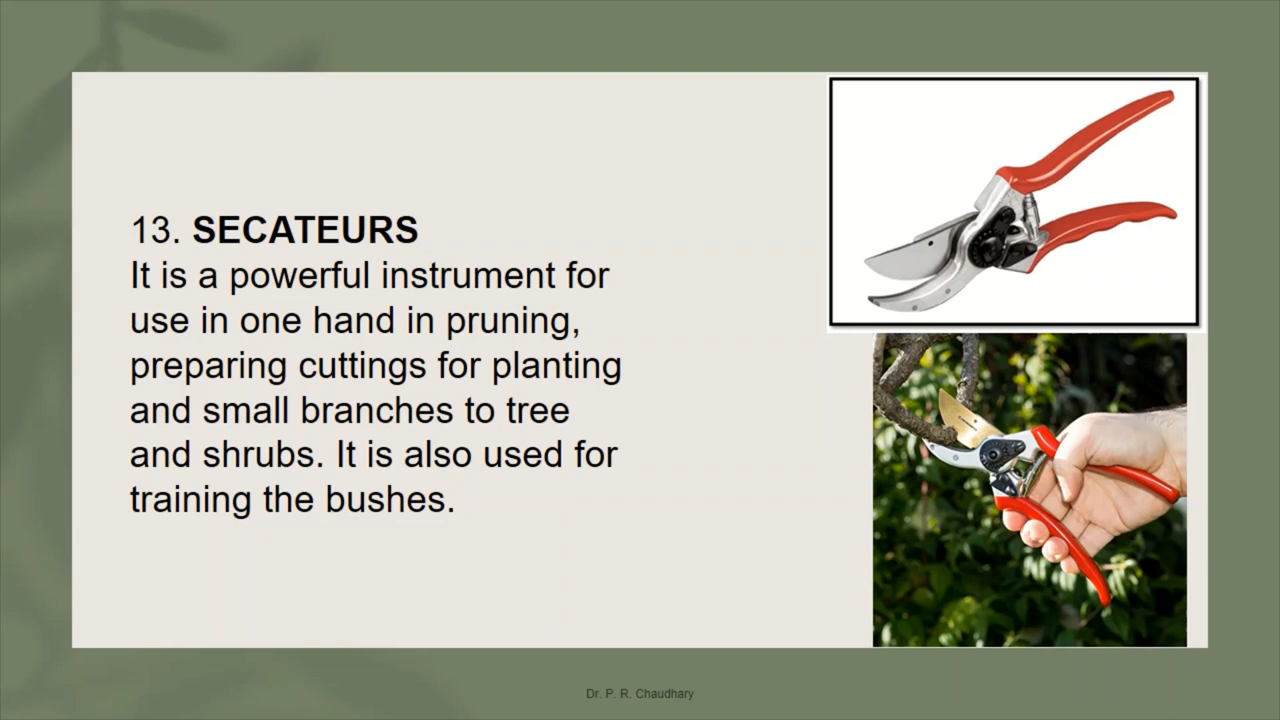 13. SECATEURS
It is a powerful instrument for
use in one hand in pruning,
preparing cuttings for planting
and small branches to tree
and shrubs. It is also used for
training the bushes.
Dr. P. R. Chaudhary